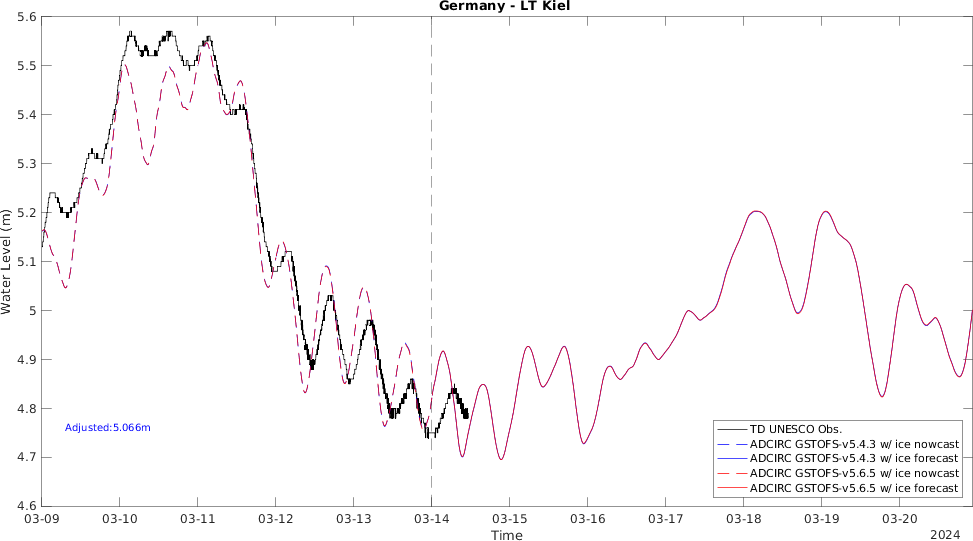 Germany - LT Kiel
5.6
5.5
5.4
5.3
5.2
5.1
5
4.9
4.8
4.7
4.6
Water Level (m)
Adjusted:5.066m
TD UNESCO Obs.
ADCIRC GSTOFS-v5.4.3 w/ ice nowcast
ADCIRC GSTOFS-v5.4.3 w/ ice forecast
ADCIRC GSTOFS-v5.6.5 w/ ice nowcast
ADCIRC GSTOFS-v5.6.5 w/ ice forecast
03-09 03-10 03-11 03-12 03-13 03-14 03-15 03-16 03-17 03-18 03-19 03-20
Time
2024